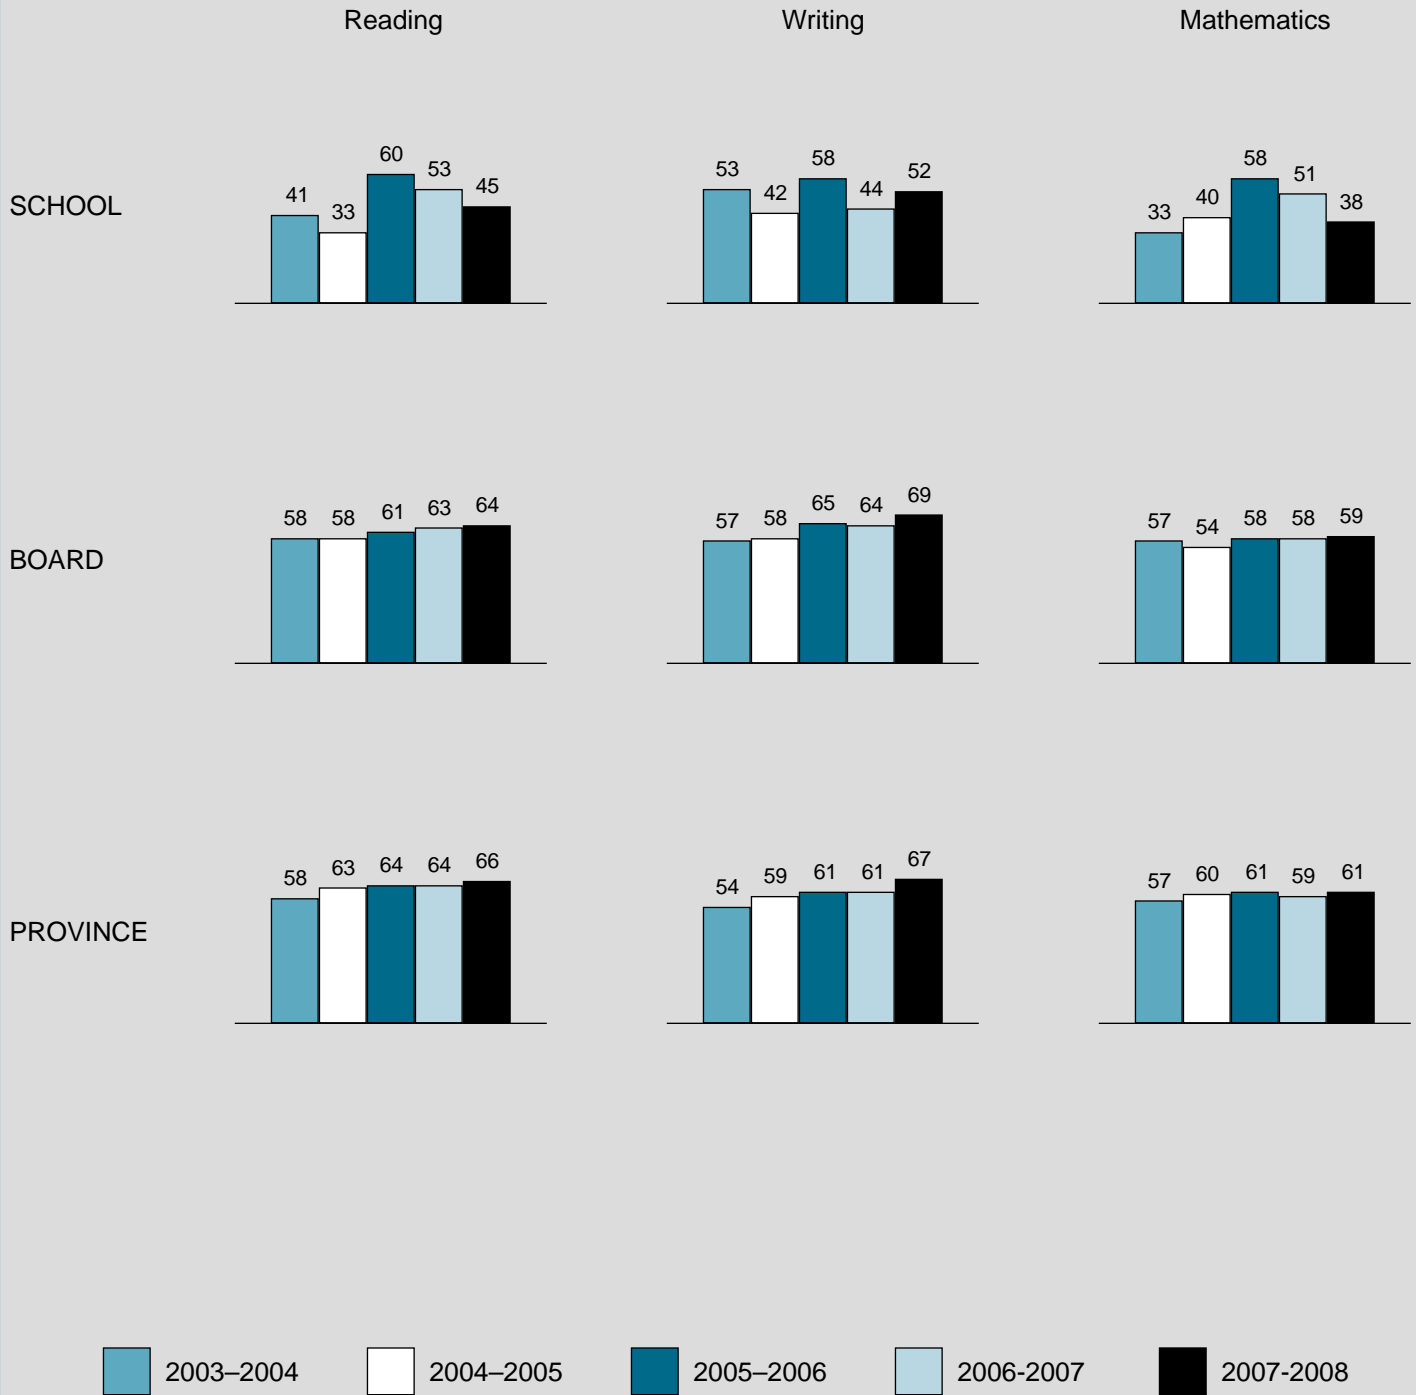 Reading Writing Mathematics
SCHOOL
41 33 60 53 45
53 42 58 44 52
33 40 58 51 38
BOARD
58 58 61 63 64
57 58 65 64 69
57 54 58 58 59
PROVINCE
58 63 64 64 66
54 59 61 61 67
57 60 61 59 61
2003–2004 2004–2005 2005–2006 2006-2007 2007-2008